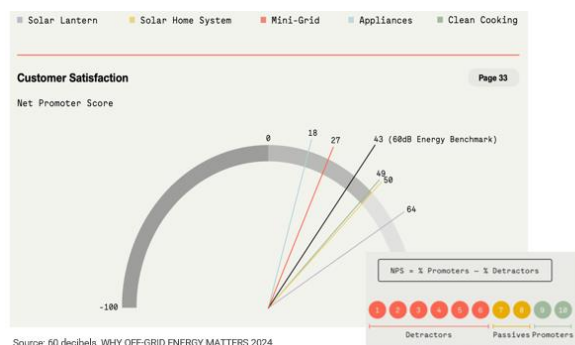 Solar Lantern Solar Home System Mini-Grid Appliances Clean Cooking
Customer Satisfaction Page 33
Net Promoter Score
0 18 27 43 (60dB Energy Benchmark)
49
50
64
-100
NPS = % Promoters − % Detractors
1 2 3 4 5 6 7 8 9 10
Detractors Passives Promoters
Source: 60 decibels, WHY OFF-GRID ENERGY MATTERS 2024